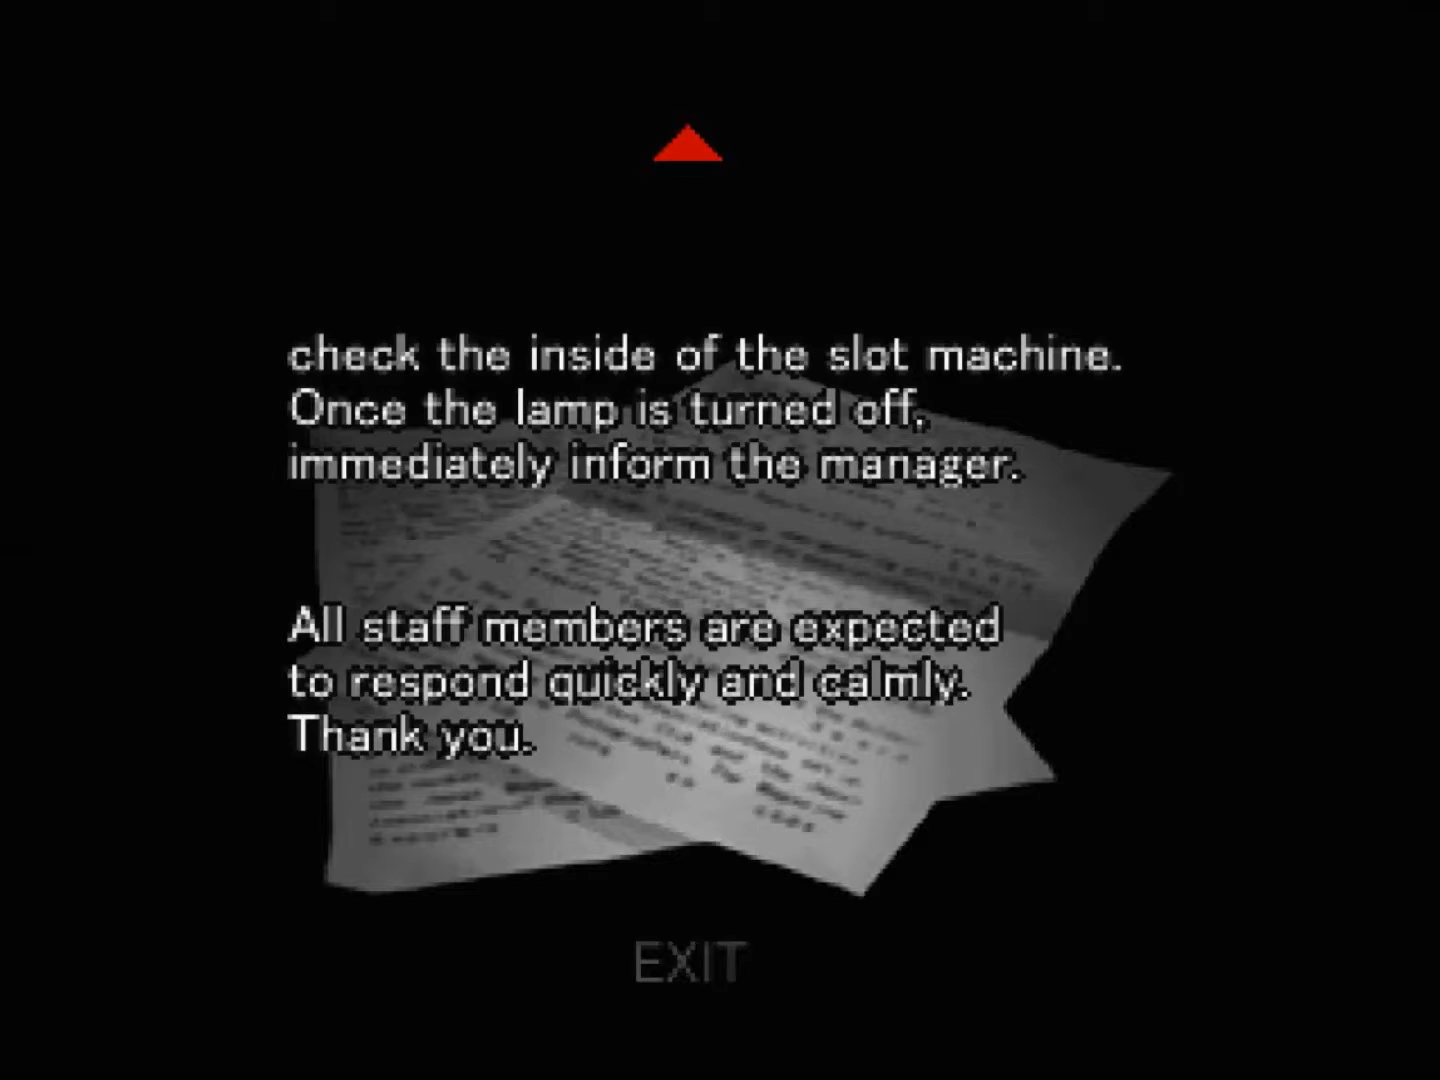 check the inside of the slot machine.
Once the lamp is turned off,
immediately inform the manager.
All staff members are expected
to respond quickly and calmly.
Thank you.
EXIT